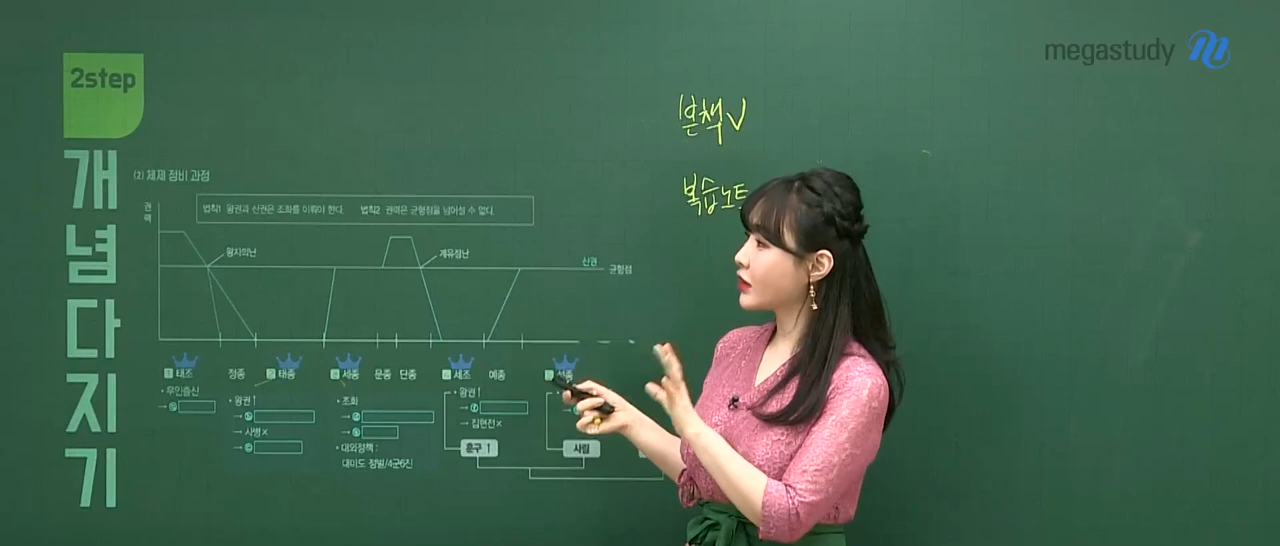 megastudy
2step
개념다지기
본책 ✓
복습노트
(2) 체제 정비 과정
권력
법칙1 왕권과 신권은 조화를 이뤄야 한다. 법칙2 권력은 균형점을 넘어설 수 없다.
왕자의난
계유정난
신권
균형점
1 태조 정종 2 태종 3 세종 문종 단종 세조 예종
• 무인출신
• 왕권↑
→ 사병×
• 조화
• 대외정책 :
대마도 정벌/4군6진
• 왕권↑
→ 집현전×
훈구 ↑
사림